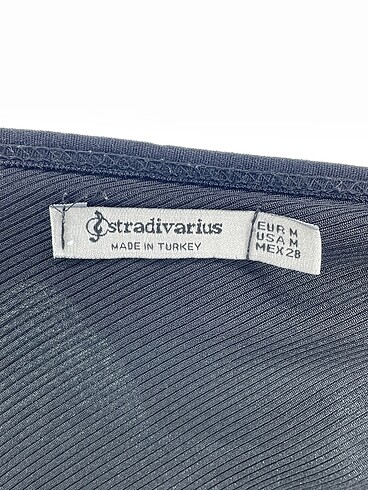 stradivarius
MADE IN TURKEY
EUR M
USA M
MEX 28